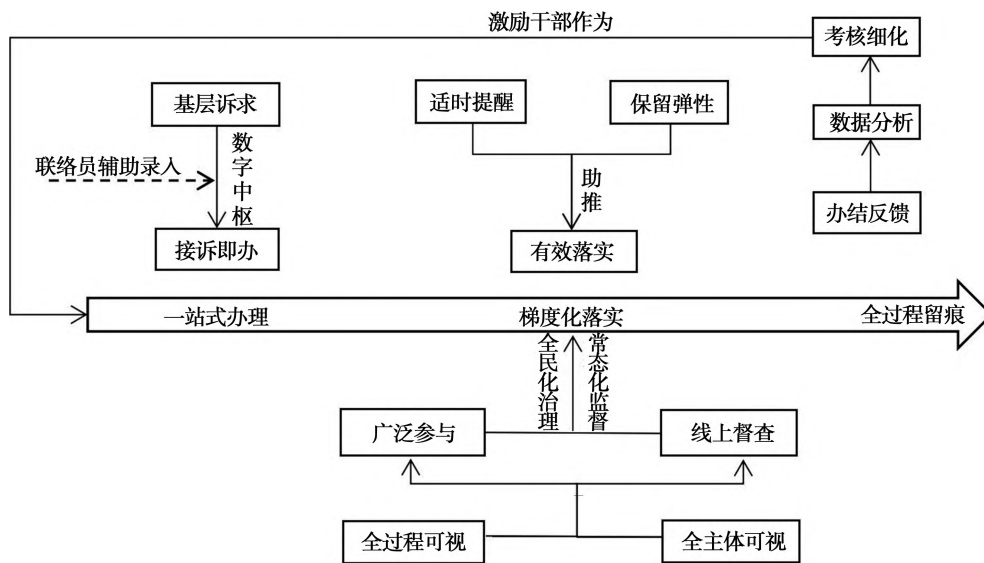 激励干部作为
考核细化
基层诉求
适时提醒
保留弹性
数据分析
联络员辅助录入
数字中枢
助推
办结反馈
接诉即办
有效落实
一站式办理
梯度化落实
全过程留痕
全民化治理
常态化监督
广泛参与
线上督查
全过程可视
全主体可视